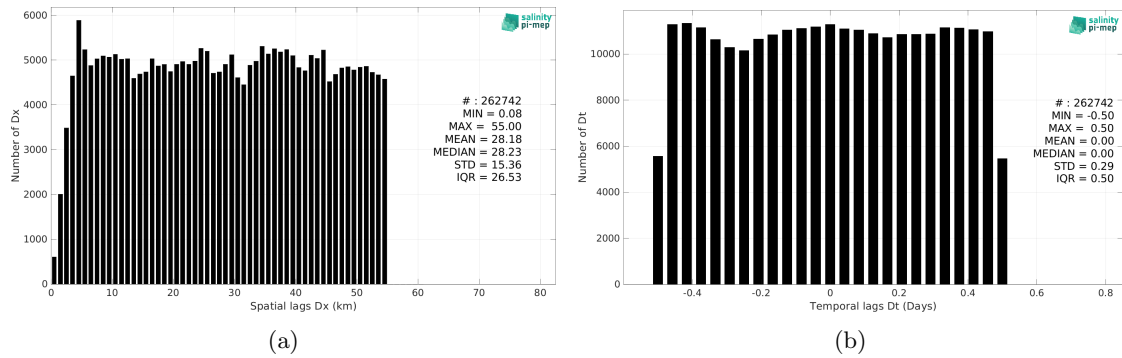 salinity
pi-mep
Number of Dx
6000
5000
4000
3000
2000
1000
0
# : 262742
MIN = 0.08
MAX = 55.00
MEAN = 28.18
MEDIAN = 28.23
STD = 15.36
IQR = 26.53
0 10 20 30 40 50 60 70 80
Spatial lags Dx (km)
(a)
salinity
pi-mep
Number of Dt
10000
8000
6000
4000
2000
0
# : 262742
MIN = -0.50
MAX = 0.50
MEAN = 0.00
MEDIAN = 0.00
STD = 0.29
IQR = 0.50
-0.4 -0.2 0 0.2 0.4 0.6 0.8
Temporal lags Dt (Days)
(b)